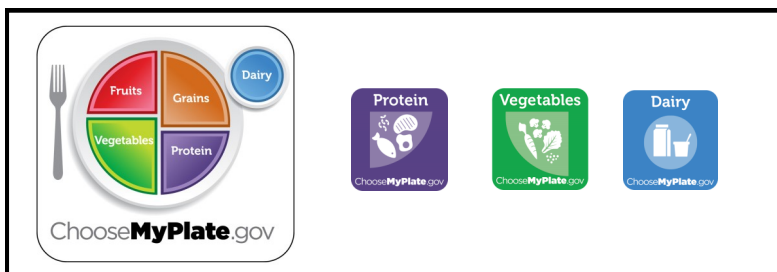 Fruits
Grains
Dairy
Vegetables
Protein
ChooseMyPlate.gov
Protein
ChooseMyPlate.gov
Vegetables
ChooseMyPlate.gov
Dairy
ChooseMyPlate.gov